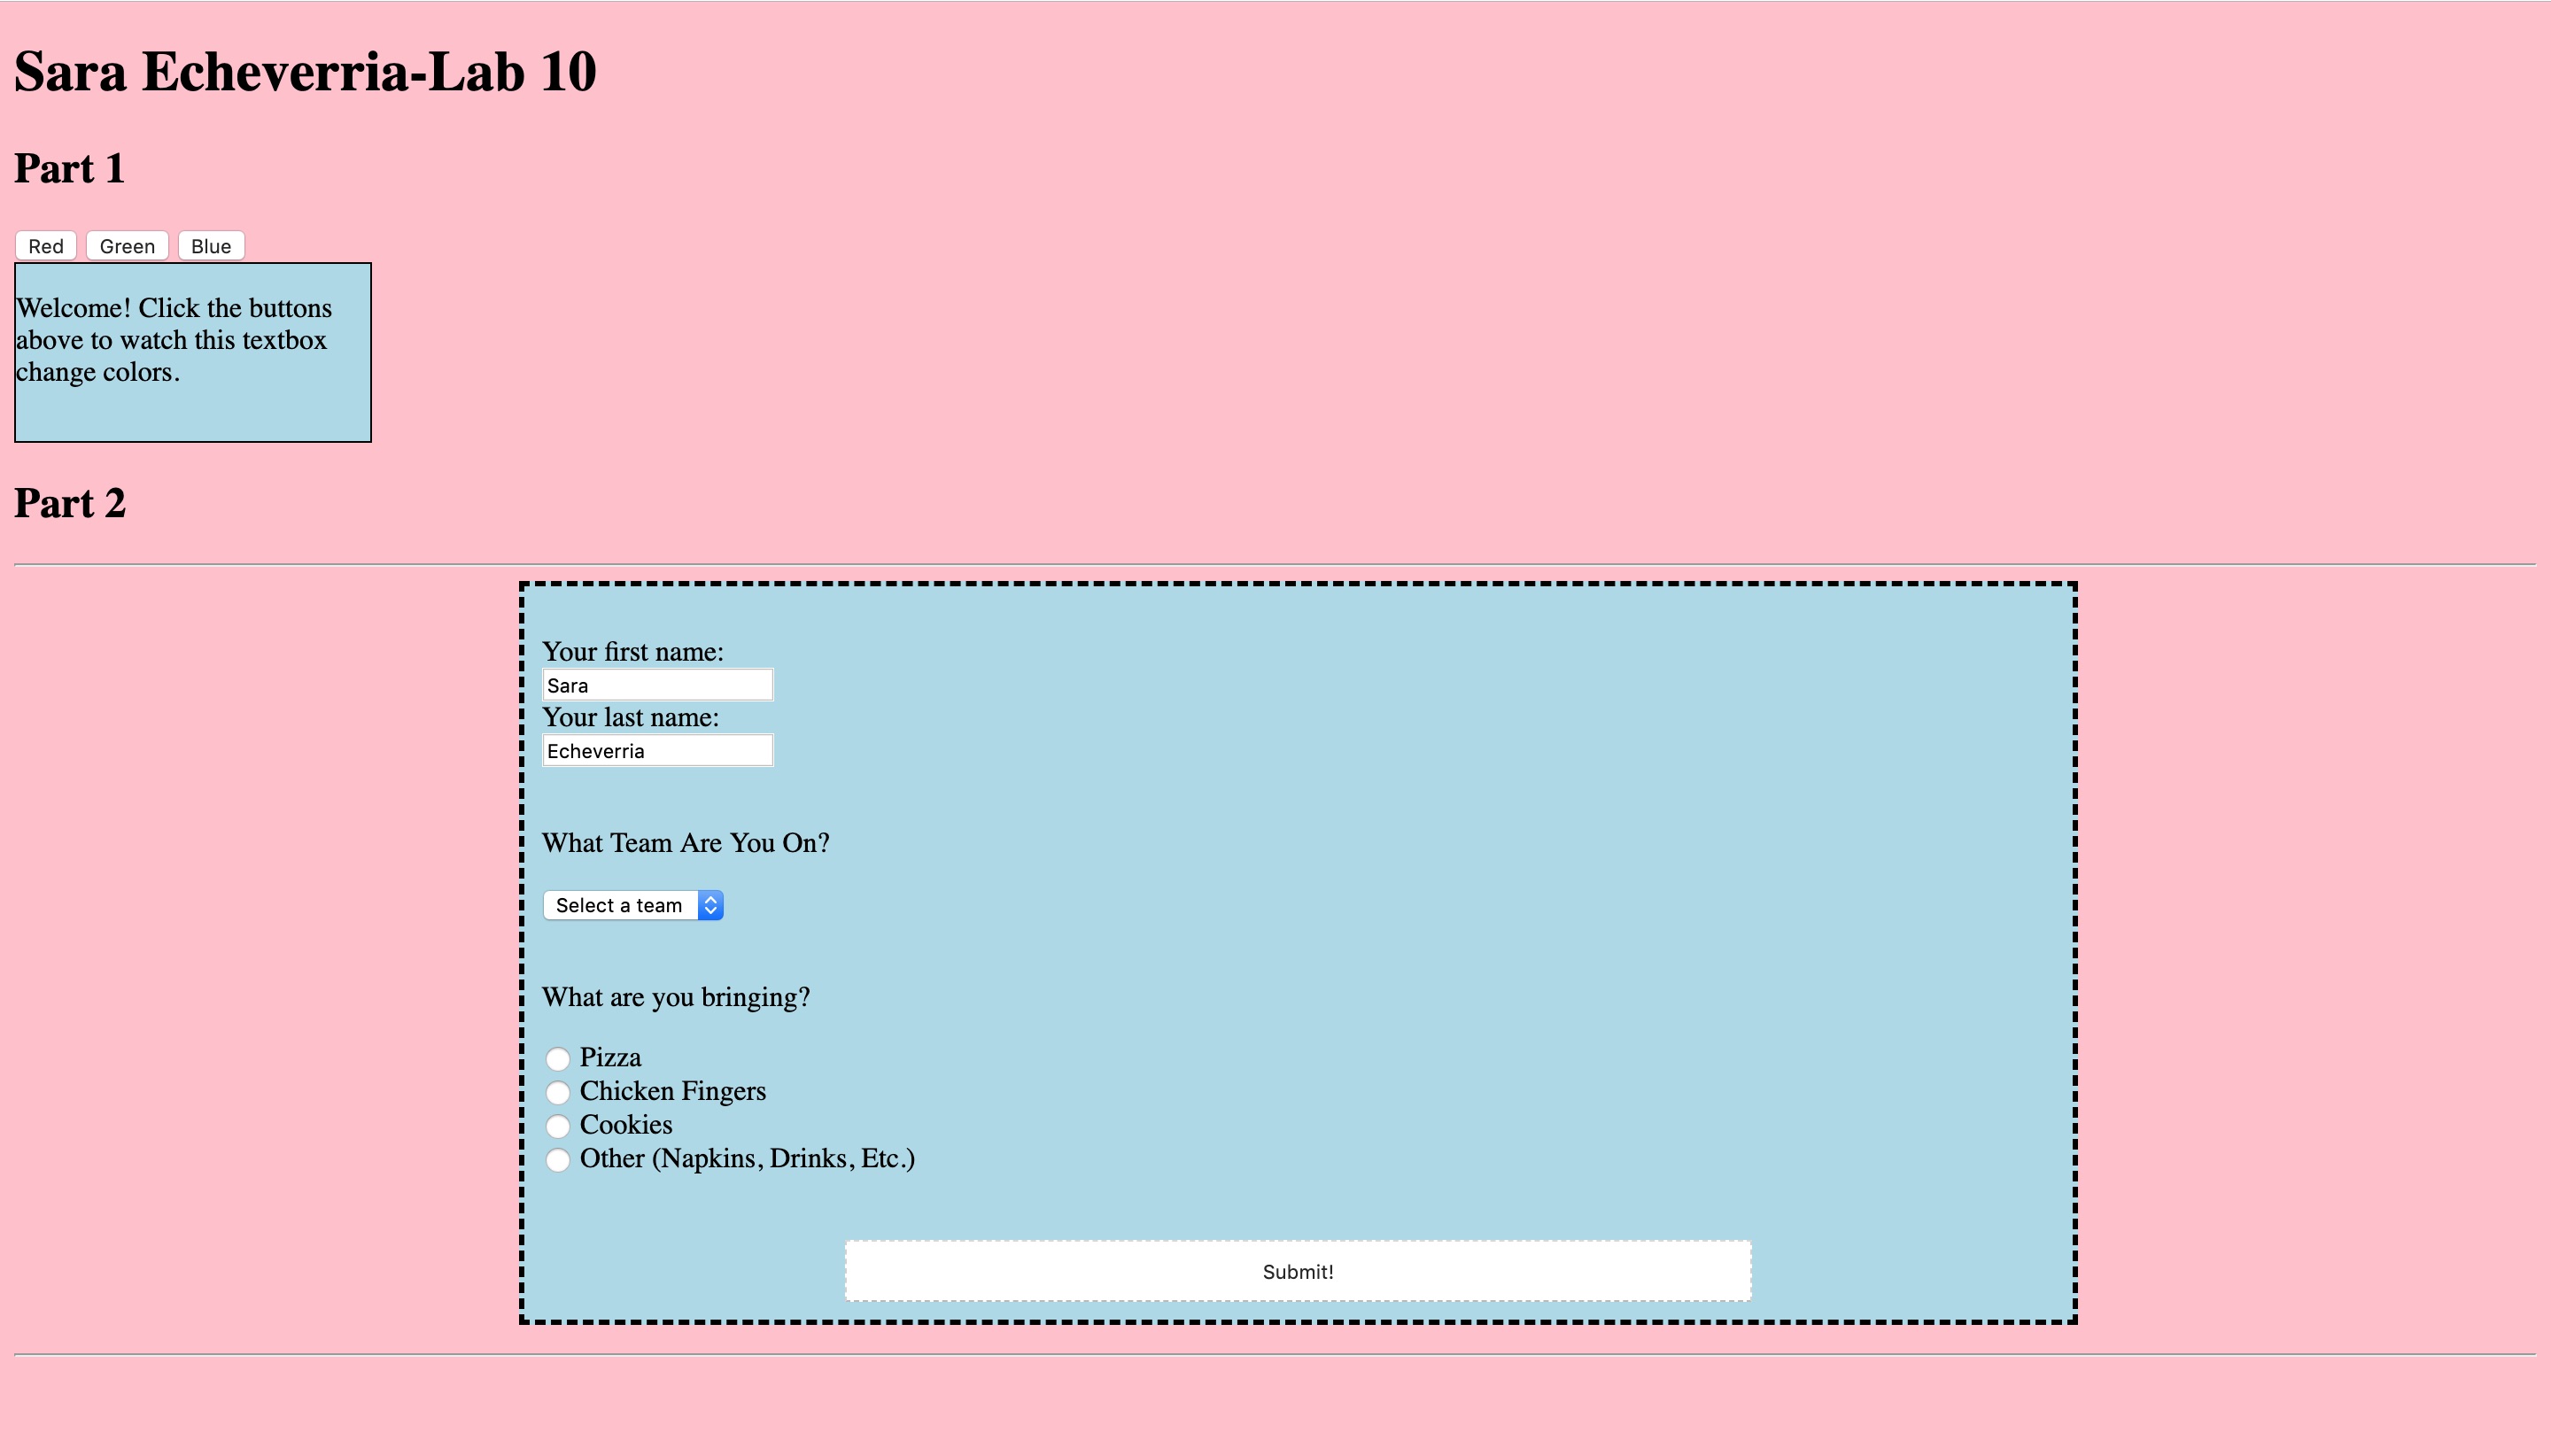 Sara Echeverria-Lab 10
Part 1
Red Green Blue
Welcome! Click the buttons
above to watch this textbox
change colors.
Part 2
Your first name:
Sara
Your last name:
Echeverria
What Team Are You On?
Select a team
What are you bringing?
Pizza
Chicken Fingers
Cookies
Other (Napkins, Drinks, Etc.)
Submit!